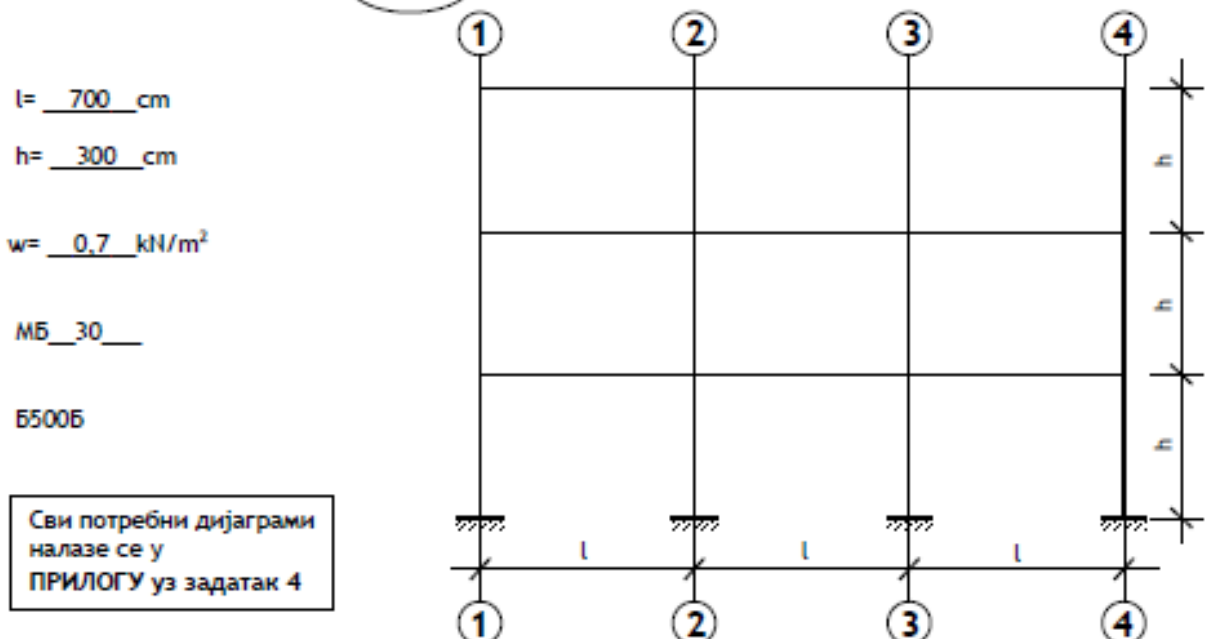 1 2 3 4
l= 700 cm
h= 300 cm
w= 0,7 kN/m²
МБ 30
Б500Б
Сви потребни дијаграми
налазе се у
ПРИЛОГУ уз задатак 4
h
h
h
l l l
1 2 3 4